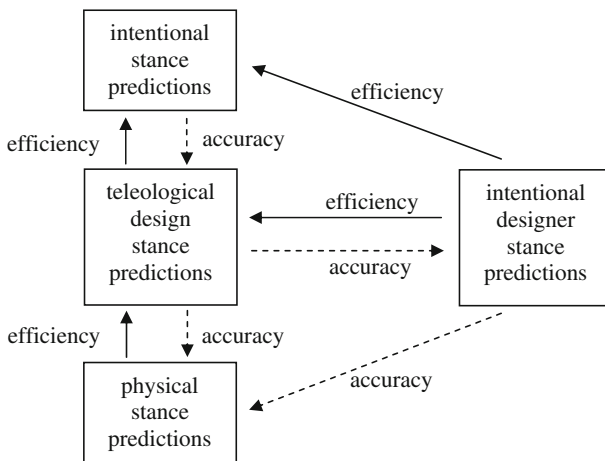 intentional
stance
predictions
efficiency
efficiency
accuracy
teleological
design
stance
predictions
efficiency
accuracy
intentional
designer
stance
predictions
efficiency
accuracy
accuracy
physical
stance
predictions